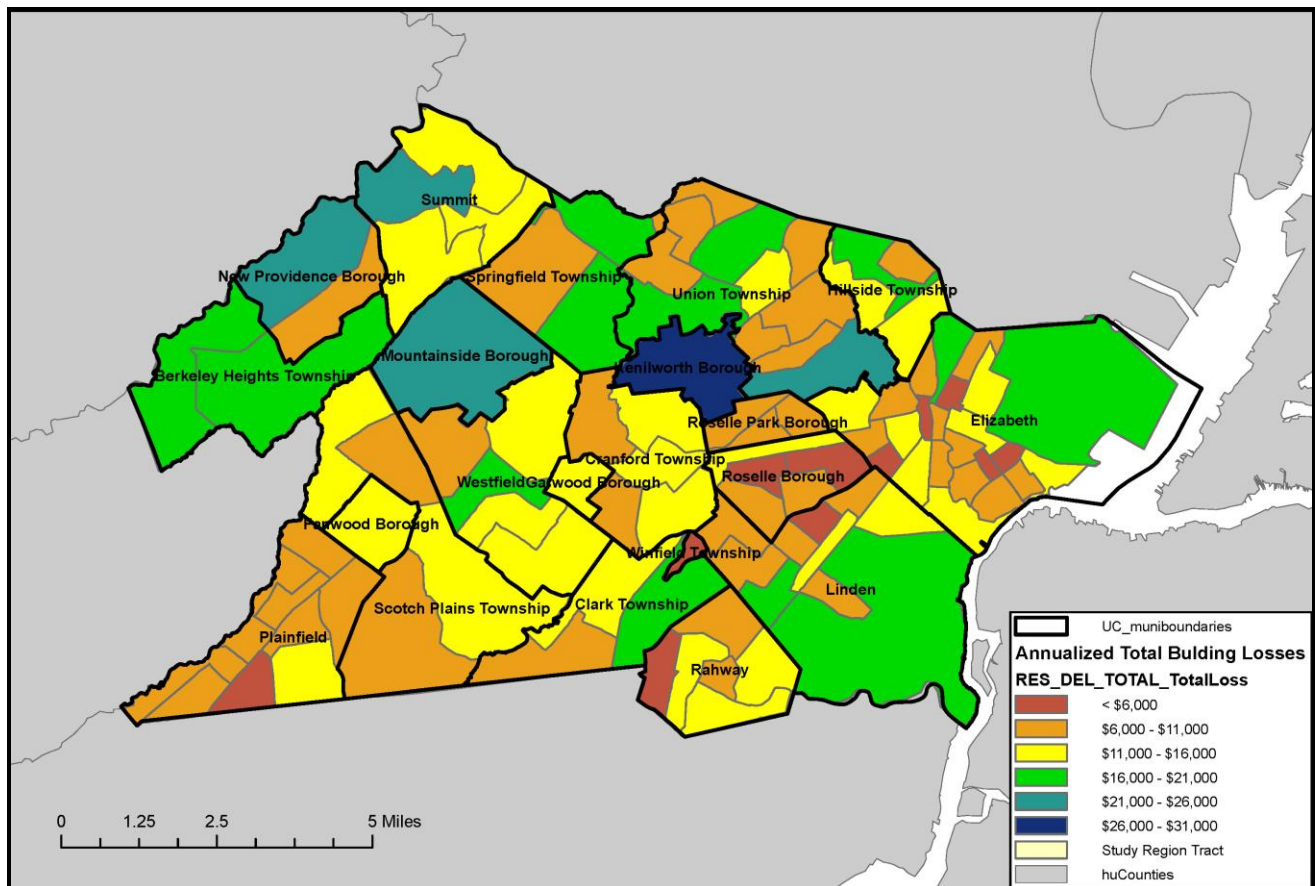 Summit
New Providence Borough
Springfield Township
Union Township
Hillside Township
Mountainside Borough
Kenilworth Borough
Berkeley Heights Township
Elizabeth
Roselle Park Borough
Cranford Township
Roselle Borough
Westfield
Garwood Borough
Fanwood Borough
Winfield Township
Linden
Scotch Plains Township
Clark Township
Plainfield
Rahway
UC_muniboundaries
Annualized Total Bulding Losses
RES_DEL_TOTAL_TotalLoss
< $6,000
$6,000 - $11,000
$11,000 - $16,000
$16,000 - $21,000
$21,000 - $26,000
$26,000 - $31,000
Study Region Tract
huCounties
0 1.25 2.5 5 Miles